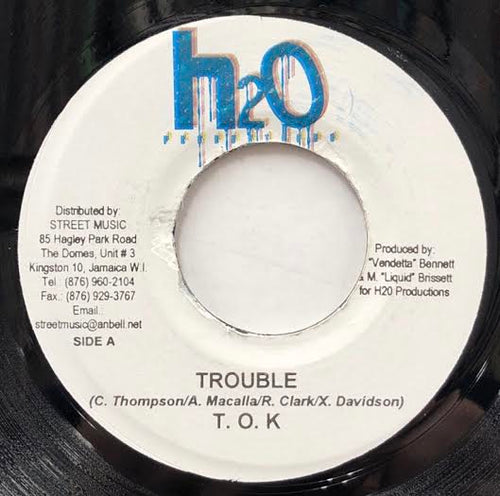 h2O
PRODUCTIONS
Distributed by:
STREET MUSIC
85 Hagley Park Road
The Domes, Unit # 3
Kingston 10, Jamaica W.I.
Tel.: (876) 960-2104
Fax.: (876) 929-3767
Email.:
streetmusic@anbell.net
SIDE A
Produced by:
"Vendetta" Bennett
M. "Liquid" Brissett
for H20 Productions
TROUBLE
(C. Thompson/A. Macalla/R. Clark/X. Davidson)
T. O. K